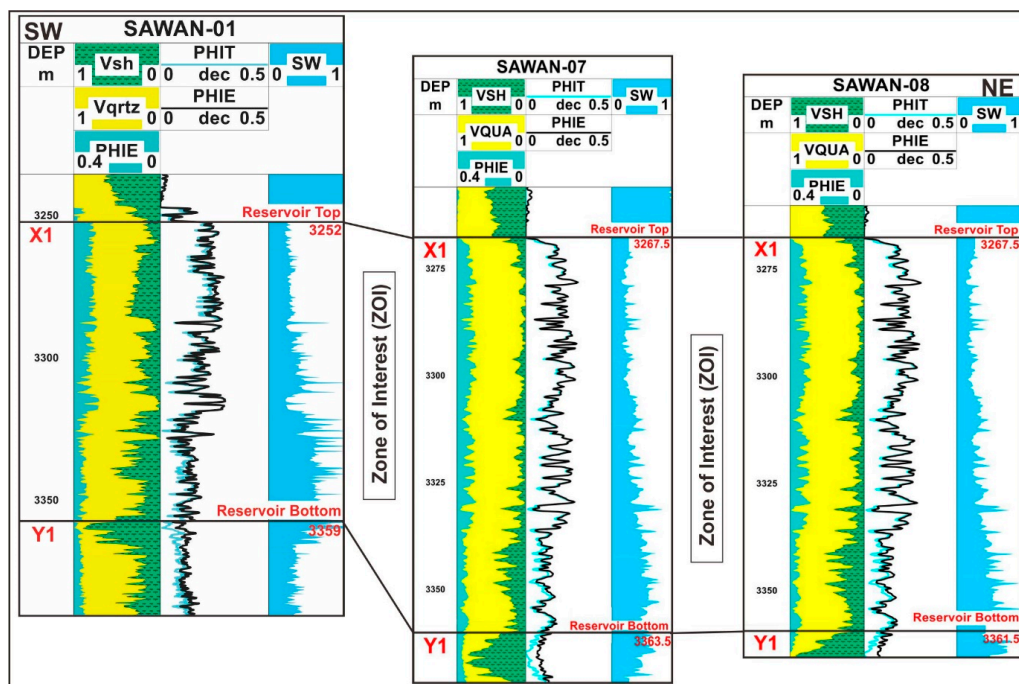 SW SAWAN-01
DEP m
1 Vsh 0
PHIT
0 dec 0.5
SW
0 1
1 Vqrtz 0
PHIE
0 dec 0.5
PHIE
0.4 0
3250
Reservoir Top
X1
3252
3300
3350
Reservoir Bottom
Y1
3359
Zone of Interest (ZOI)
SAWAN-07
DEP m
1 VSH 0
PHIT
0 dec 0.5
SW
0 1
1 VQUA 0
PHIE
0 dec 0.5
PHIE
0.4 0
Reservoir Top
X1
3267.5
3275
3300
3325
3350
Reservoir Bottom
Y1
3363.5
Zone of Interest (ZOI)
SAWAN-08 NE
DEP m
1 VSH 0
PHIT
0 dec 0.5
SW
0 1
1 VQUA 0
PHIE
0 dec 0.5
PHIE
0.4 0
Reservoir Top
X1
3267.5
3275
3300
3325
3350
Reservoir Bottom
Y1
3361.5